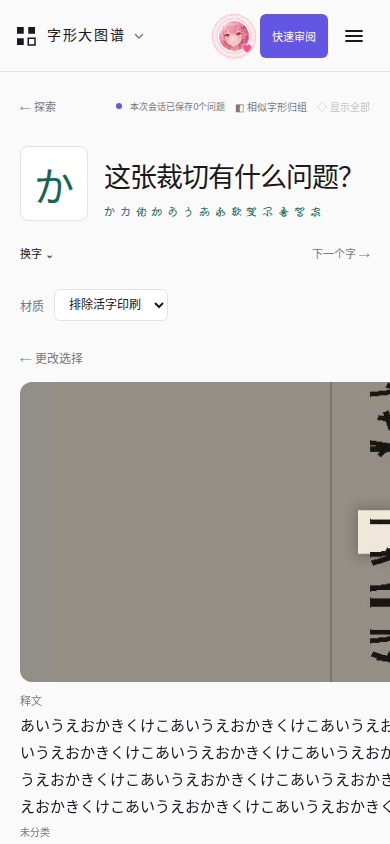 字形大图谱
快速审阅
← 探索
本次会话已保存0个问题
相似字形归组
显示全部
か
这张裁切有什么问题?
换字
下一个字 →
材质
排除活字印刷
← 更改选择
释文
あいうえおかきくけこあいうえおかきくけこあいうえお
いうえおかきくけこあいうえおかきくけこあいうえおか
うえおかきくけこあいうえおかきくけこあいうえおかき
えおかきくけこあいうえおかきくけこあいうえおかきく
未分类